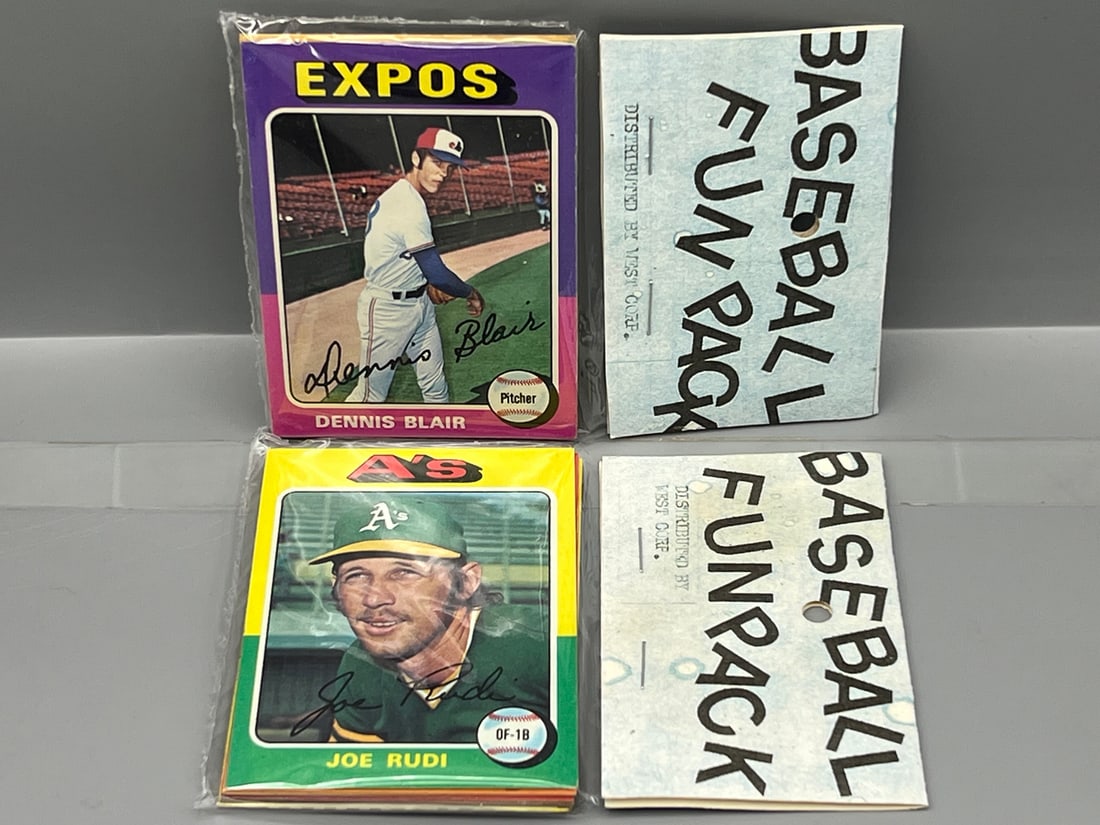 EXPOS
Dennis Blair
Pitcher
DENNIS BLAIR
BASEBALL
FUN PACK
DISTRIBUTED BY WEST CORP.
A's
A's
Joe Rudi
OF-1B
JOE RUDI
BASEBALL
FUNPACK
DISTRIBUTED BY
WEST CORP.